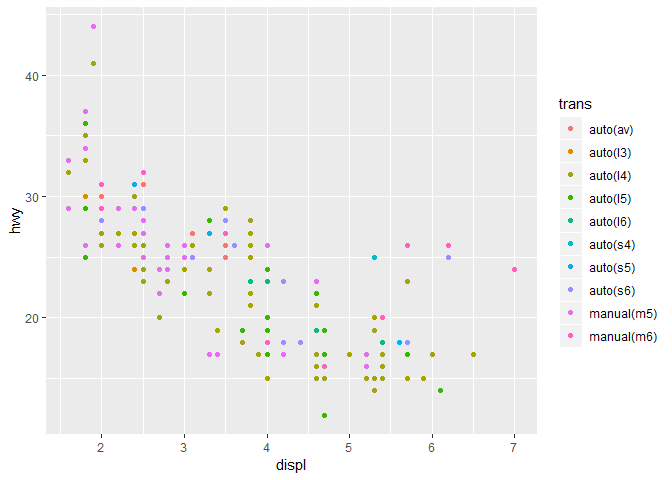 40
30
20
hwy
2 3 4 5 6 7
displ
trans
auto(av)
auto(l3)
auto(l4)
auto(l5)
auto(l6)
auto(s4)
auto(s5)
auto(s6)
manual(m5)
manual(m6)